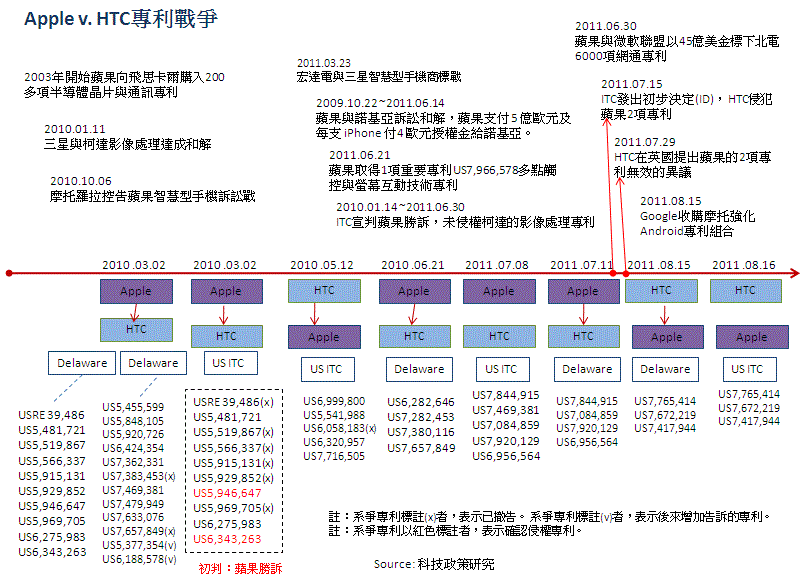 Apple v. HTC專利戰爭
2003年開始蘋果向飛思卡爾購入200
多項半導體晶片與通訊專利
2010.01.11
三星與柯達影像處理達成和解
2010.10.06
摩托羅拉控告蘋果智慧型手機訴訟戰
2011.03.23
宏達電與三星智慧型手機商標戰
2009.10.22~2011.06.14
蘋果與諾基亞訴訟和解，蘋果支付5億歐元及
每支 iPhone 付4歐元授權金給諾基亞。
2011.06.21
蘋果取得1項重要專利US7,966,578多點觸
控與螢幕互動技術專利
2010.01.14~2011.06.30
ITC宣判蘋果勝訴，未侵權柯達的影像處理專利
2011.06.30
蘋果與微軟聯盟以45億美金標下北電
6000項網通專利
2011.07.15
ITC發出初步決定(ID)， HTC侵犯
蘋果2項專利
2011.07.29
HTC在英國提出蘋果的2項專
利無效的異議
2011.08.15
Google收購摩托強化
Android專利組合
2010.03.02
Apple
HTC
Delaware
USRE39,486
US5,481,721
US5,519,867
US5,566,337
US5,915,131
US5,929,852
US5,946,647
US5,969,705
US6,275,983
US6,343,263
Delaware
US5,455,599
US5,848,105
US5,920,726
US6,424,354
US7,362,331
US7,383,453(x)
US7,469,381
US7,479,949
US7,633,076
US7,657,849(x)
US5,377,354(v)
US6,188,578(v)
2010.03.02
Apple
HTC
US ITC
USRE39,486(x)
US5,481,721
US5,519,867(x)
US5,566,337(x)
US5,915,131(x)
US5,929,852(x)
US5,946,647
US5,969,705(x)
US6,275,983
US6,343,263
初判：蘋果勝訴
2010.05.12
HTC
Apple
US ITC
US6,999,800
US5,541,988
US6,058,183(x)
US6,320,957
US7,716,505
2010.06.21
Apple
HTC
Delaware
US6,282,646
US7,282,453
US7,380,116
US7,657,849
2011.07.08
Apple
HTC
US ITC
US7,844,915
US7,469,381
US7,084,859
US7,920,129
US6,956,564
2011.07.11
Apple
HTC
Delaware
US7,844,915
US7,084,859
US7,920,129
US6,956,564
2011.08.15
HTC
Apple
Delaware
US7,765,414
US7,672,219
US7,417,944
2011.08.16
HTC
Apple
US ITC
US7,765,414
US7,672,219
US7,417,944
註：系爭專利標註(x)者，表示已撤告。 系爭專利標註(v)者，表示後來增加告訴的專利。
註：系爭專利以紅色標註者，表示確認侵權專利。
Source: 科技政策研究